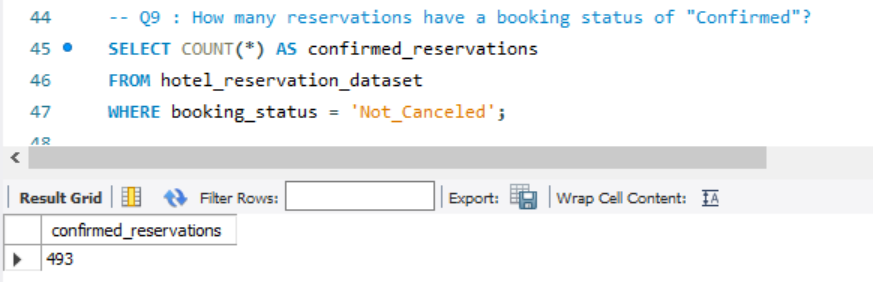 44 -- Q9 : How many reservations have a booking status of "Confirmed"?
45 SELECT COUNT(*) AS confirmed_reservations
46 FROM hotel_reservation_dataset
47 WHERE booking_status = 'Not_Canceled';
48
Result Grid Filter Rows: Export: Wrap Cell Content: IA
confirmed_reservations
493